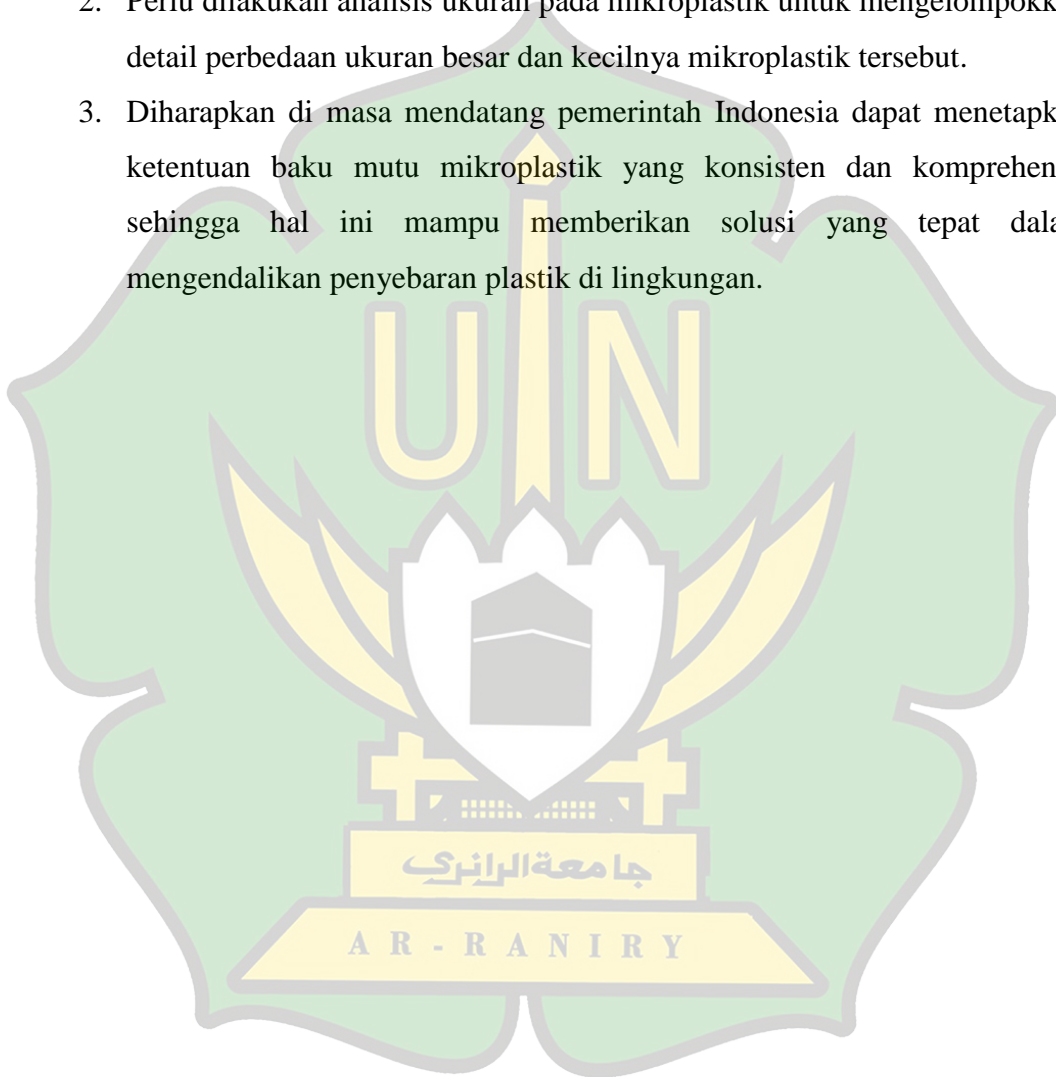 2. Perlu dilakukan analisis ukuran pada mikroplastik untuk mengelompokk
detail perbedaan ukuran besar dan kecilnya mikroplastik tersebut.
3. Diharapkan di masa mendatang pemerintah Indonesia dapat menetapk
ketentuan baku mutu mikroplastik yang konsisten dan komprehen
sehingga hal ini mampu memberikan solusi yang tepat dala
mengendalikan penyebaran plastik di lingkungan.
UIN
جامعة الرانري
AR-RANIRY